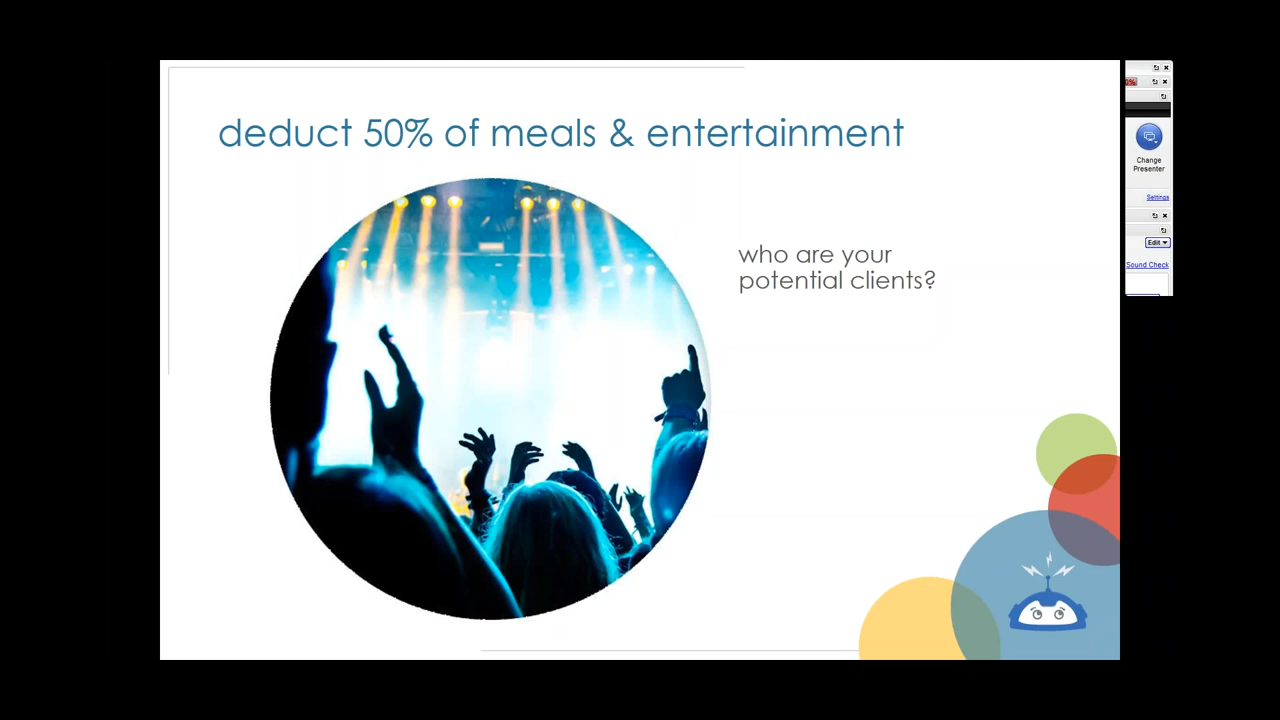 deduct 50% of meals & entertainment
who are your
potential clients?
Change
Presenter
Settings
Edit
Sound Check